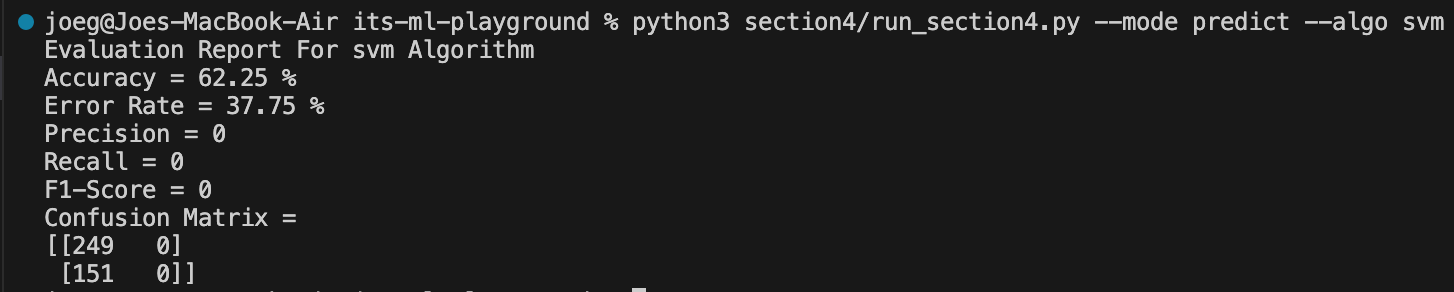 joeg@Joes-MacBook-Air its-ml-playground % python3 section4/run_section4.py --mode predict --algo svm
Evaluation Report For svm Algorithm
Accuracy = 62.25 %
Error Rate = 37.75 %
Precision = 0
Recall = 0
F1-Score = 0
Confusion Matrix =
[[249   0]
 [151   0]]